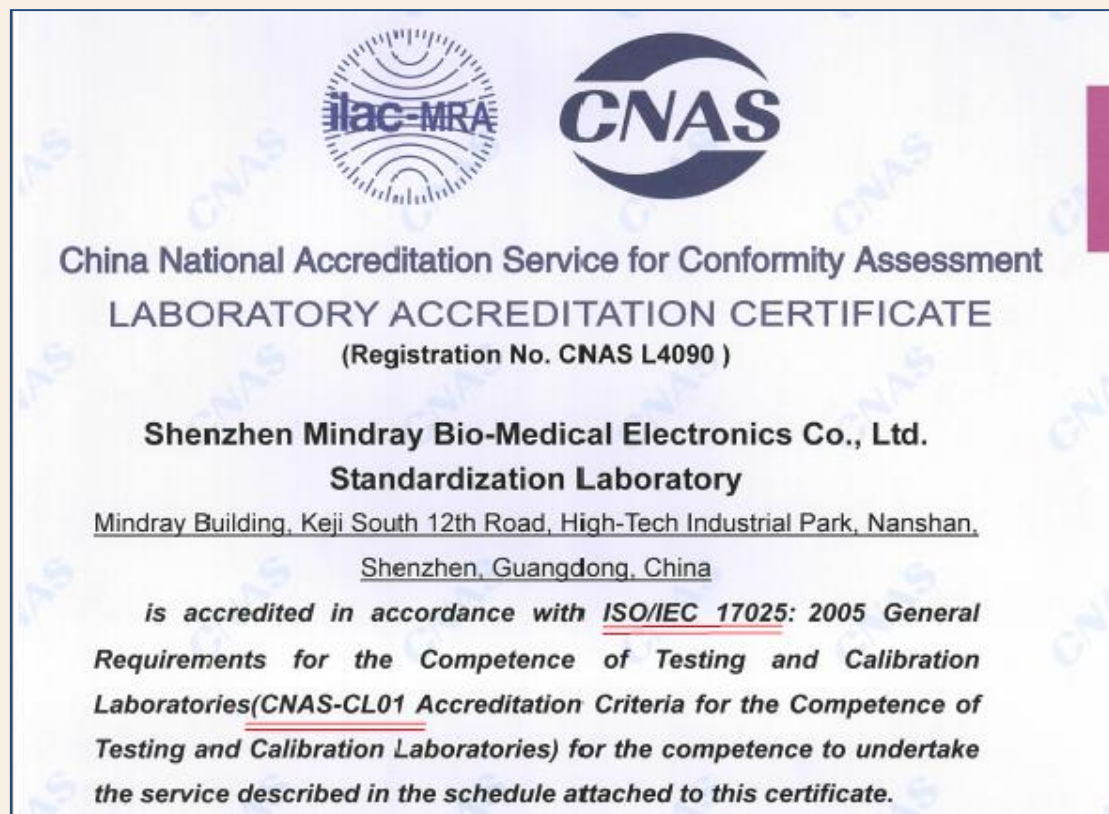 ilac-MRA
CNAS
China National Accreditation Service for Conformity Assessment
LABORATORY ACCREDITATION CERTIFICATE
(Registration No. CNAS L4090 )
Shenzhen Mindray Bio-Medical Electronics Co., Ltd.
Standardization Laboratory
Mindray Building, Keji South 12th Road, High-Tech Industrial Park, Nanshan,
Shenzhen, Guangdong, China
is accredited in accordance with ISO/IEC 17025: 2005 General
Requirements for the Competence of Testing and Calibration
Laboratories(CNAS-CL01 Accreditation Criteria for the Competence of
Testing and Calibration Laboratories) for the competence to undertake
the service described in the schedule attached to this certificate.